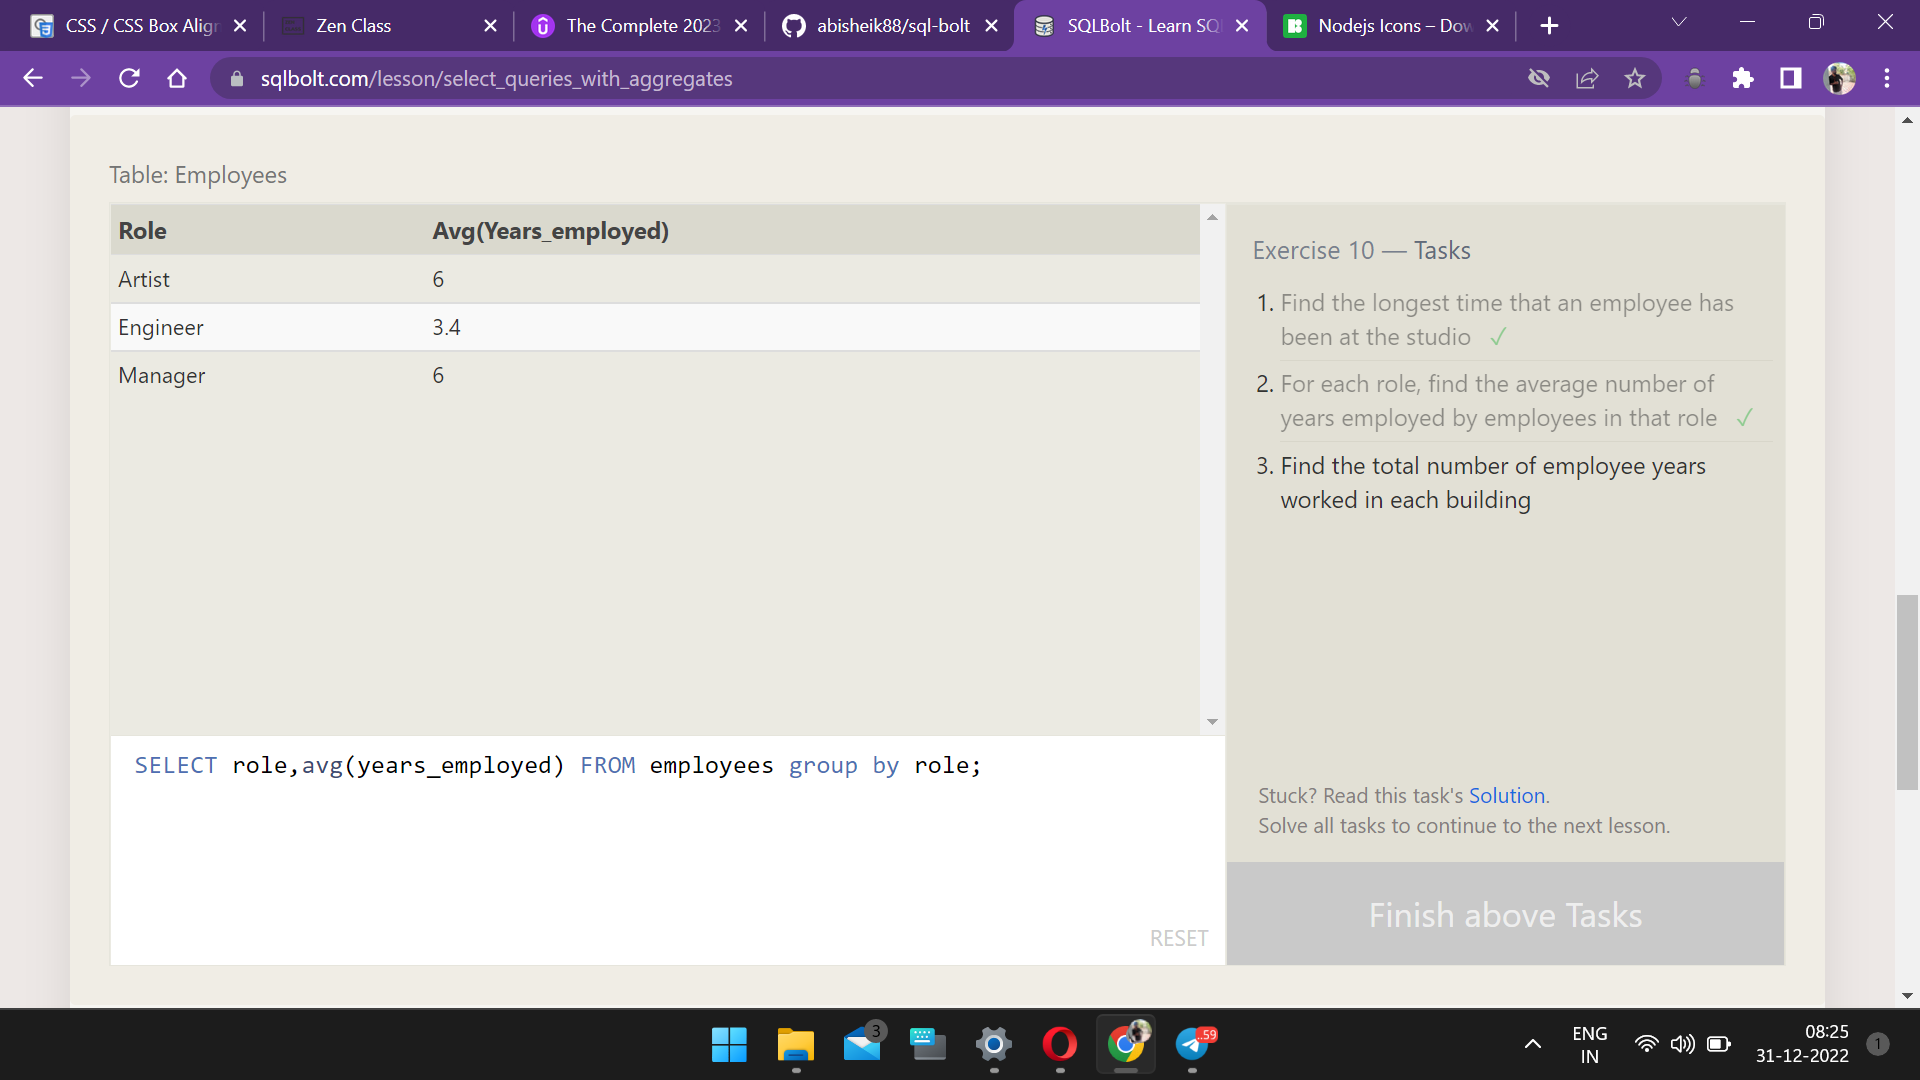 CSS / CSS Box Align
Zen Class
The Complete 2023
abisheik88/sql-bolt
SQLBolt - Learn SQL
Nodejs Icons – Dow
sqlbolt.com/lesson/select_queries_with_aggregates
Table: Employees
Role Avg(Years_employed)
Artist 6
Engineer 3.4
Manager 6
Exercise 10 — Tasks
1. Find the longest time that an employee has
been at the studio ✓
2. For each role, find the average number of
years employed by employees in that role ✓
3. Find the total number of employee years
worked in each building
SELECT role,avg(years_employed) FROM employees group by role;
Stuck? Read this task's Solution.
Solve all tasks to continue to the next lesson.
RESET
Finish above Tasks
3
59
ENG
IN
08:25
31-12-2022
1